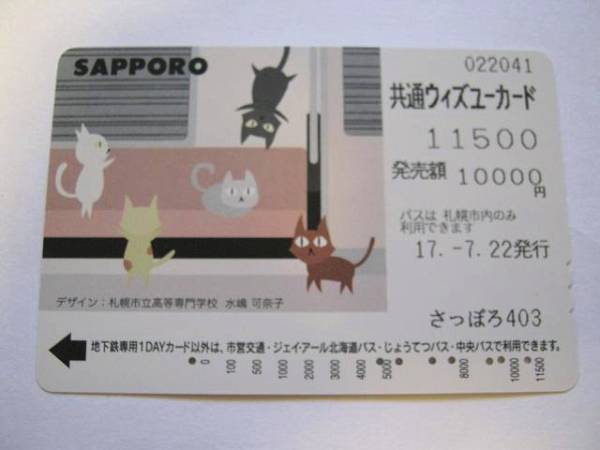 SAPPORO
022041
共通ウィズユーカード
11500
発売額 10000円
バスは 札幌市内のみ
利用できます
17.-7.22発行
デザイン：札幌市立高等専門学校 水嶋 可奈子
さっぽろ403
地下鉄専用1DAYカード以外は、市営交通・ジェイ・アール北海道バス・じょうてつバス・中央バスで利用できます。
0 100 500 1000 2000 3000 4000 5000 8000 10000 11500